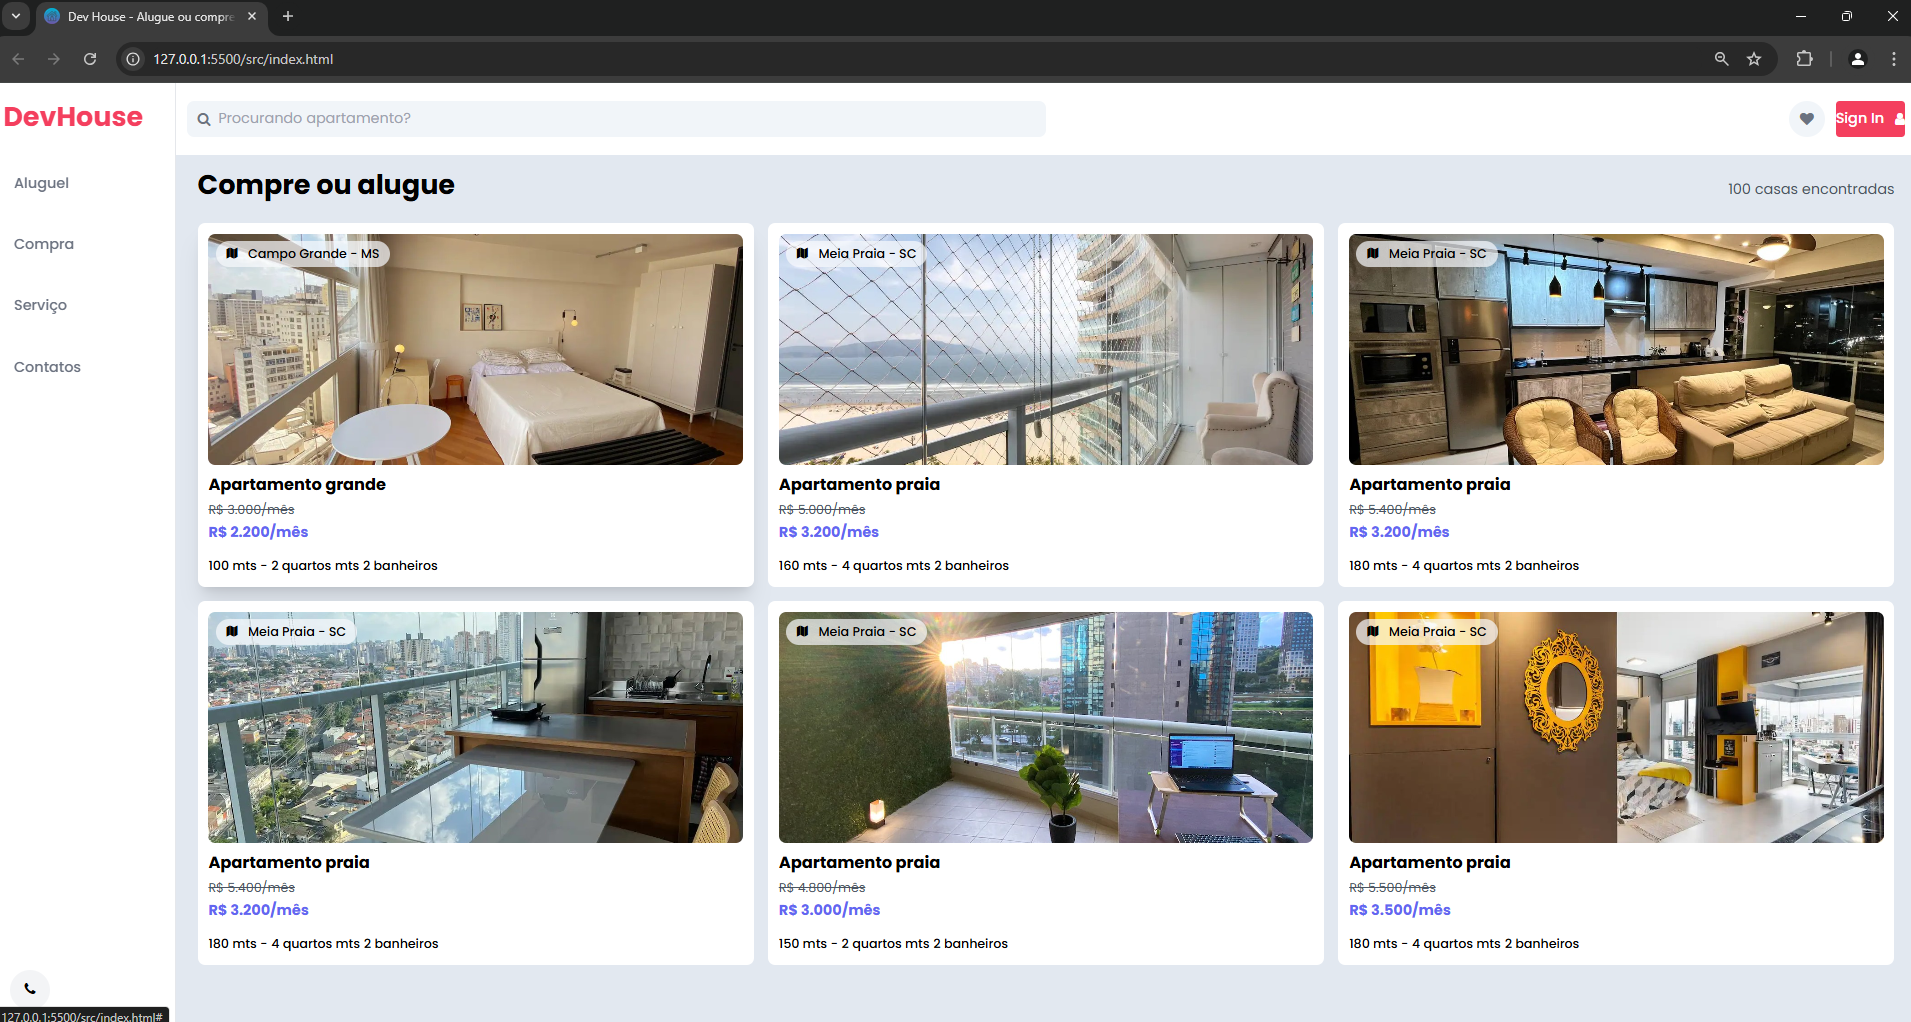 Dev House - Alugue ou compre
127.0.0.1:5500/src/index.html
DevHouse
Procurando apartamento?
Sign In
Aluguel
Compra
Serviço
Contatos
Compre ou alugue
100 casas encontradas
Campo Grande - MS
Apartamento grande
R$ 3.000/mês
R$ 2.200/mês
100 mts - 2 quartos mts 2 banheiros
Meia Praia - SC
Apartamento praia
R$ 5.000/mês
R$ 3.200/mês
160 mts - 4 quartos mts 2 banheiros
Meia Praia - SC
Apartamento praia
R$ 5.400/mês
R$ 3.200/mês
180 mts - 4 quartos mts 2 banheiros
Meia Praia - SC
Apartamento praia
R$ 5.400/mês
R$ 3.200/mês
180 mts - 4 quartos mts 2 banheiros
Meia Praia - SC
Apartamento praia
R$ 4.800/mês
R$ 3.000/mês
150 mts - 2 quartos mts 2 banheiros
Meia Praia - SC
Apartamento praia
R$ 5.500/mês
R$ 3.500/mês
180 mts - 4 quartos mts 2 banheiros
127.0.0.1:5500/src/index.html#